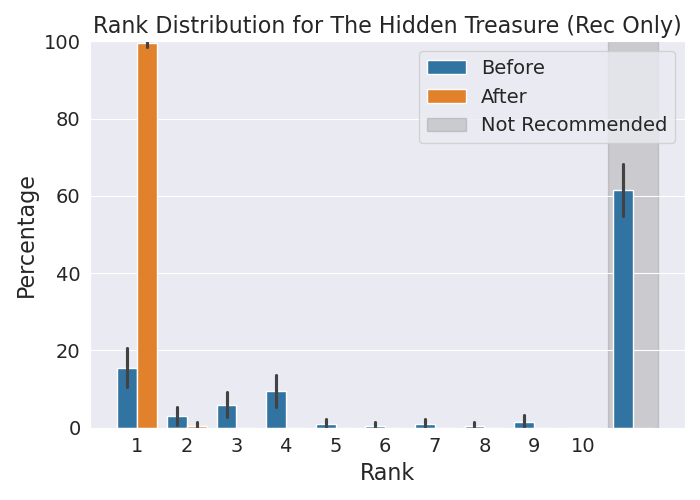 Rank Distribution for The Hidden Treasure (Rec Only)
100
80
60
40
20
0
Percentage
Before
After
Not Recommended
1 2 3 4 5 6 7 8 9 10
Rank